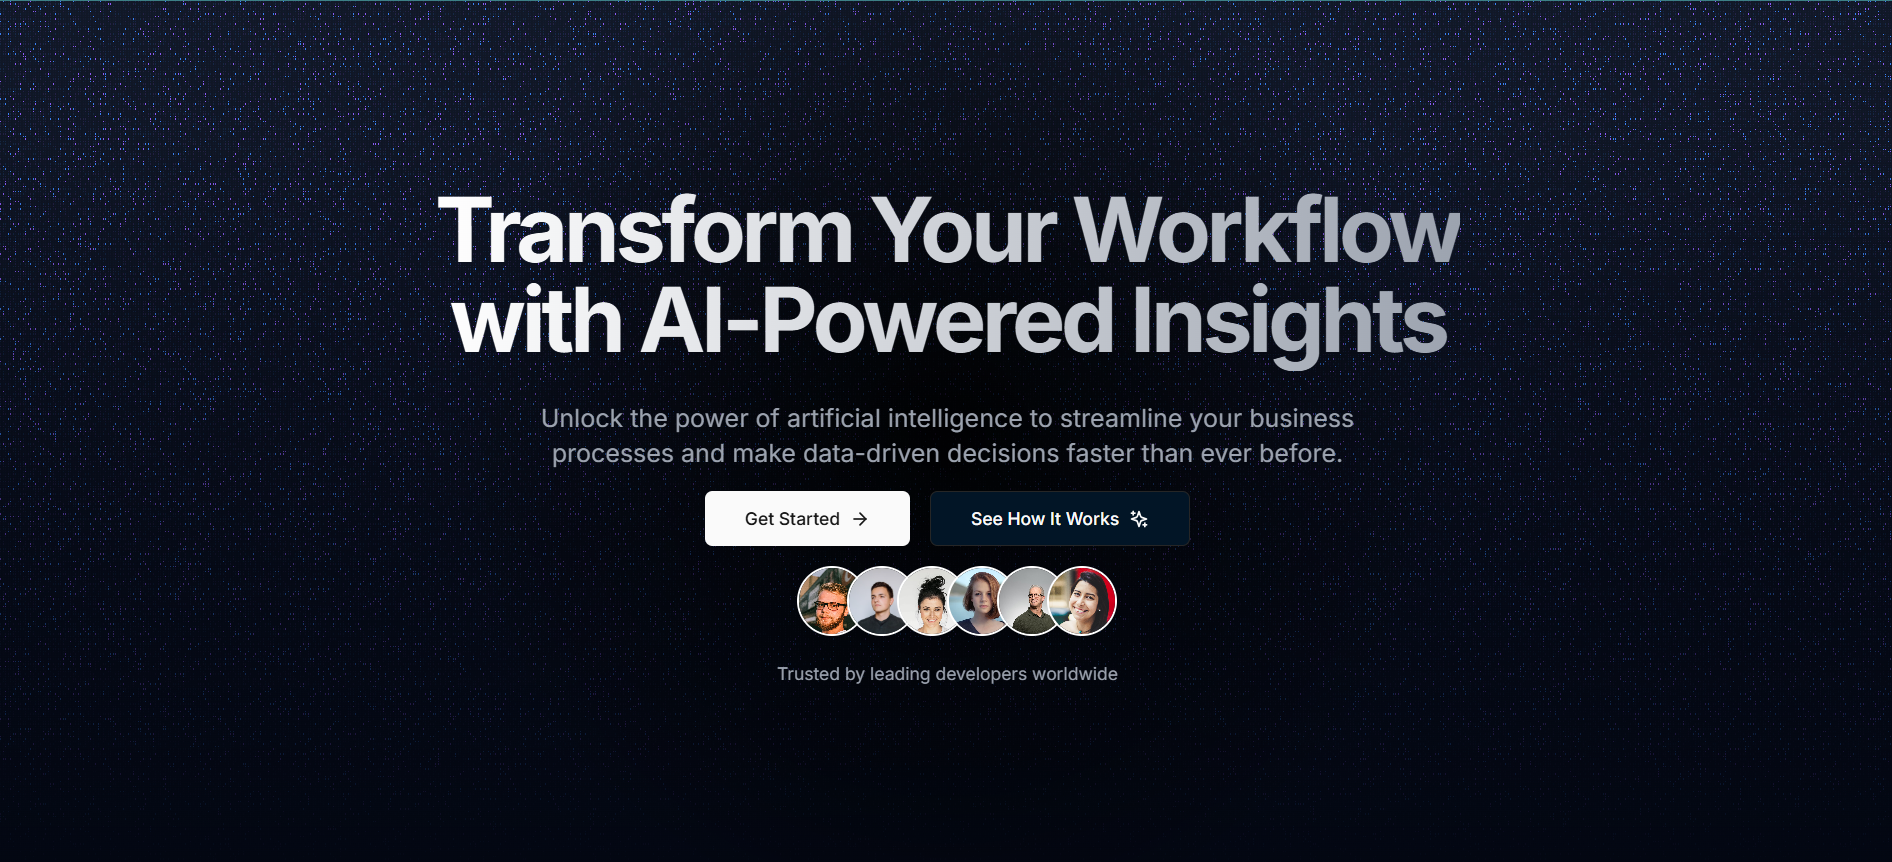 Transform Your Workflow
with AI-Powered Insights
Unlock the power of artificial intelligence to streamline your business
processes and make data-driven decisions faster than ever before.
Get Started
See How It Works
Trusted by leading developers worldwide